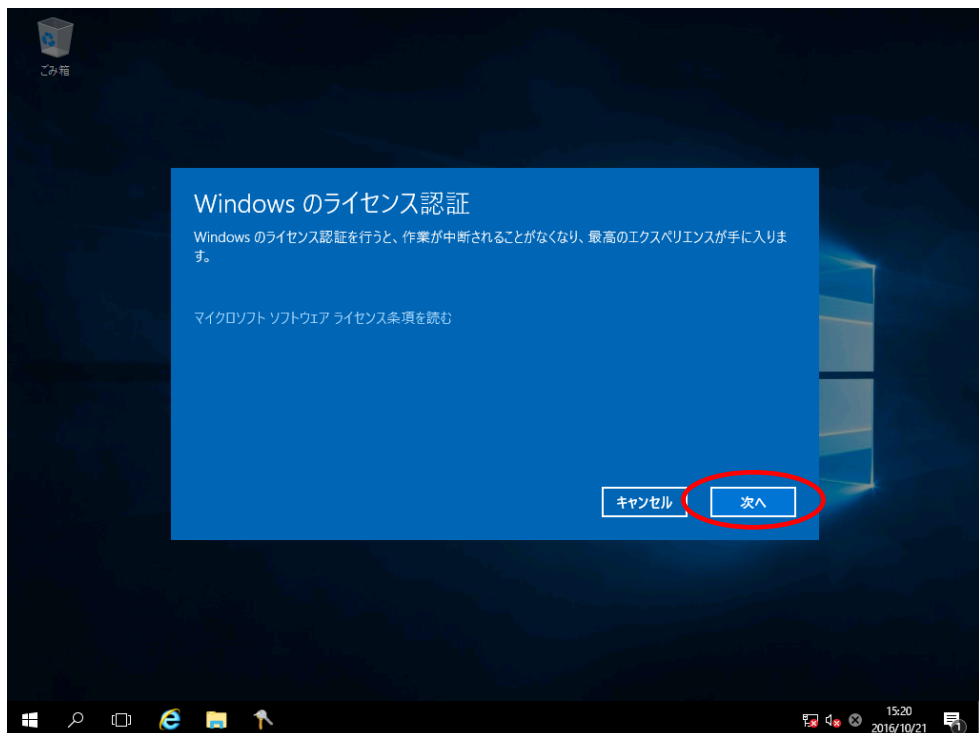 ごみ箱
Windows のライセンス認証
Windows のライセンス認証を行うと、作業が中断されることがなくなり、最高のエクスペリエンスが手に入りま
す。
マイクロソフト ソフトウェア ライセンス条項を読む
キャンセル
次へ
15:20
2016/10/21
1